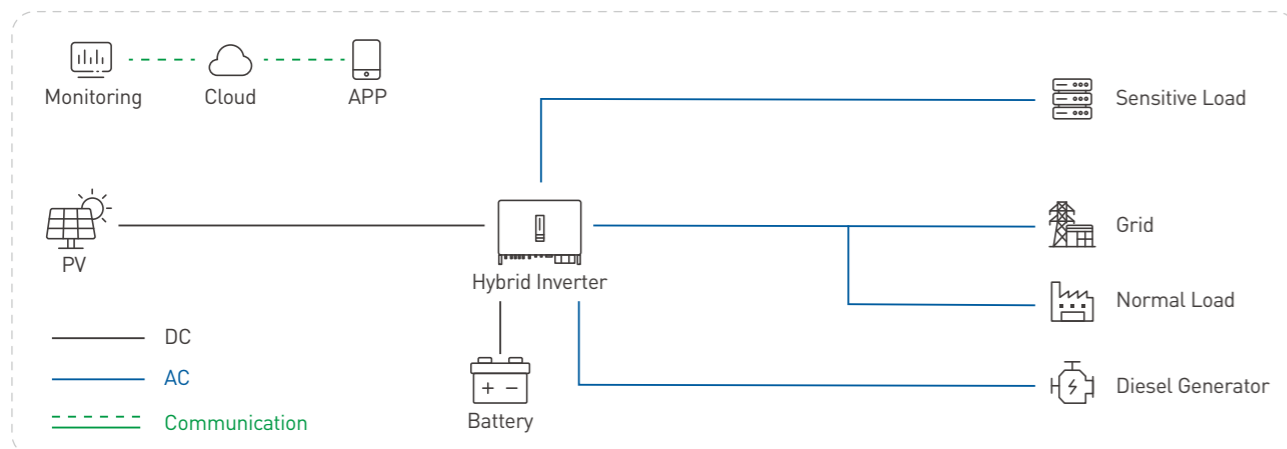 Monitoring
Cloud
APP
Sensitive Load
PV
Hybrid Inverter
Grid
Normal Load
DC
AC
Communication
Battery
Diesel Generator